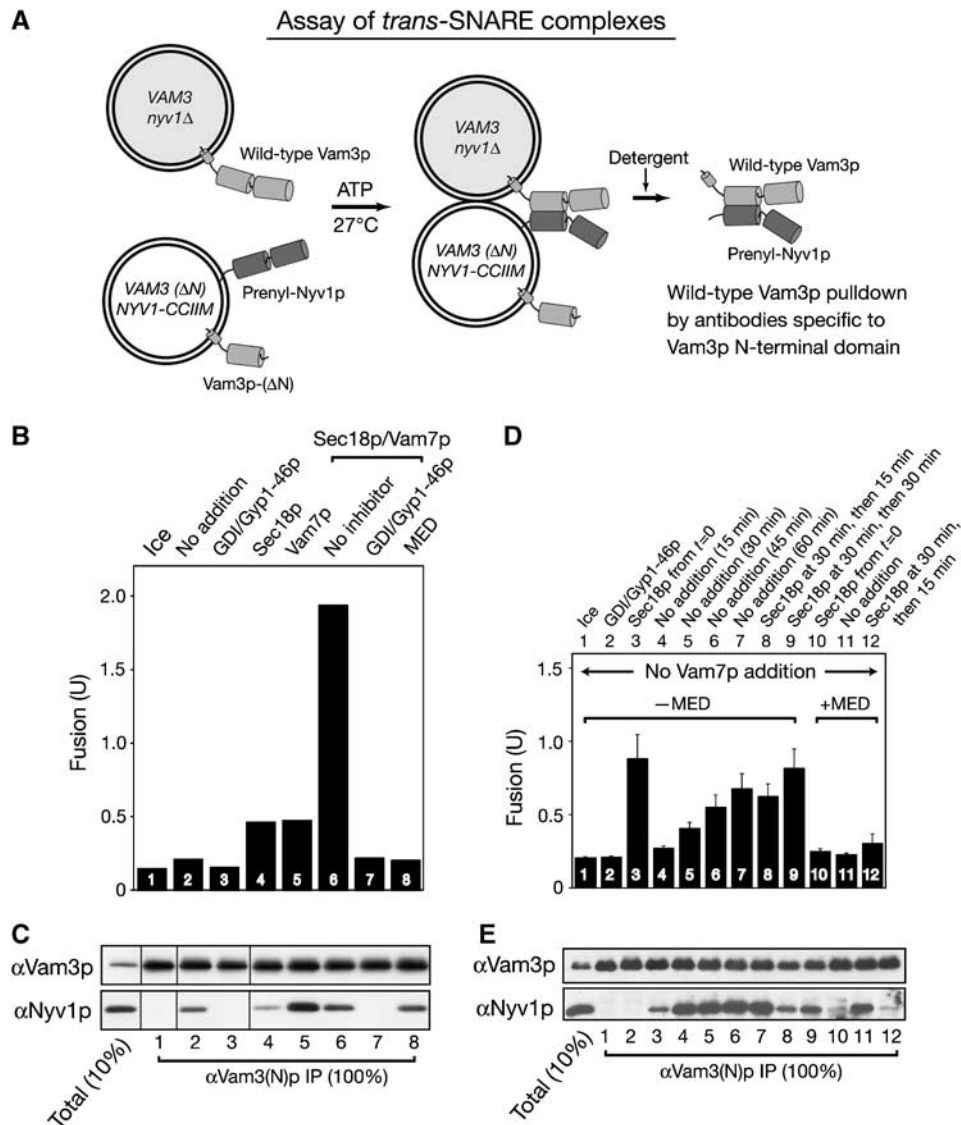 A
Assay of trans-SNARE complexes
VAM3
nyv1Δ
Wild-type Vam3p
ATP
27°C
VAM3 (ΔN)
NYV1-CCIIM
Prenyl-Nyv1p
Vam3p-(ΔN)
VAM3
nyv1Δ
VAM3 (ΔN)
NYV1-CCIIM
Detergent
Wild-type Vam3p
Prenyl-Nyv1p
Wild-type Vam3p pulldown
by antibodies specific to
Vam3p N-terminal domain
B
Sec18p/Vam7p
Ice
No addition
GDI/Gyp1-46p
Sec18p
Vam7p
No inhibitor
GDI/Gyp1-46p
MED
Fusion (U)
2.0
1.5
1.0
0.5
0
1 2 3 4 5 6 7 8
C
αVam3p
αNyv1p
Total (10%)
1 2 3 4 5 6 7 8
αVam3(N)p IP (100%)
D
Ice
GDI/Gyp1-46p
Sec18p from t=0
No addition (15 min)
No addition (30 min)
No addition (45 min)
No addition (60 min)
Sec18p at 30 min, then 15 min
Sec18p at 30 min, then 30 min
Sec18p from t=0
No addition
Sec18p at 30 min,
then 15 min
1 2 3 4 5 6 7 8 9 10 11 12
No Vam7p addition
–MED
+MED
Fusion (U)
1.5
1.0
0.5
0
1 2 3 4 5 6 7 8 9 10 11 12
E
αVam3p
αNyv1p
Total (10%)
1 2 3 4 5 6 7 8 9 10 11 12
αVam3(N)p IP (100%)